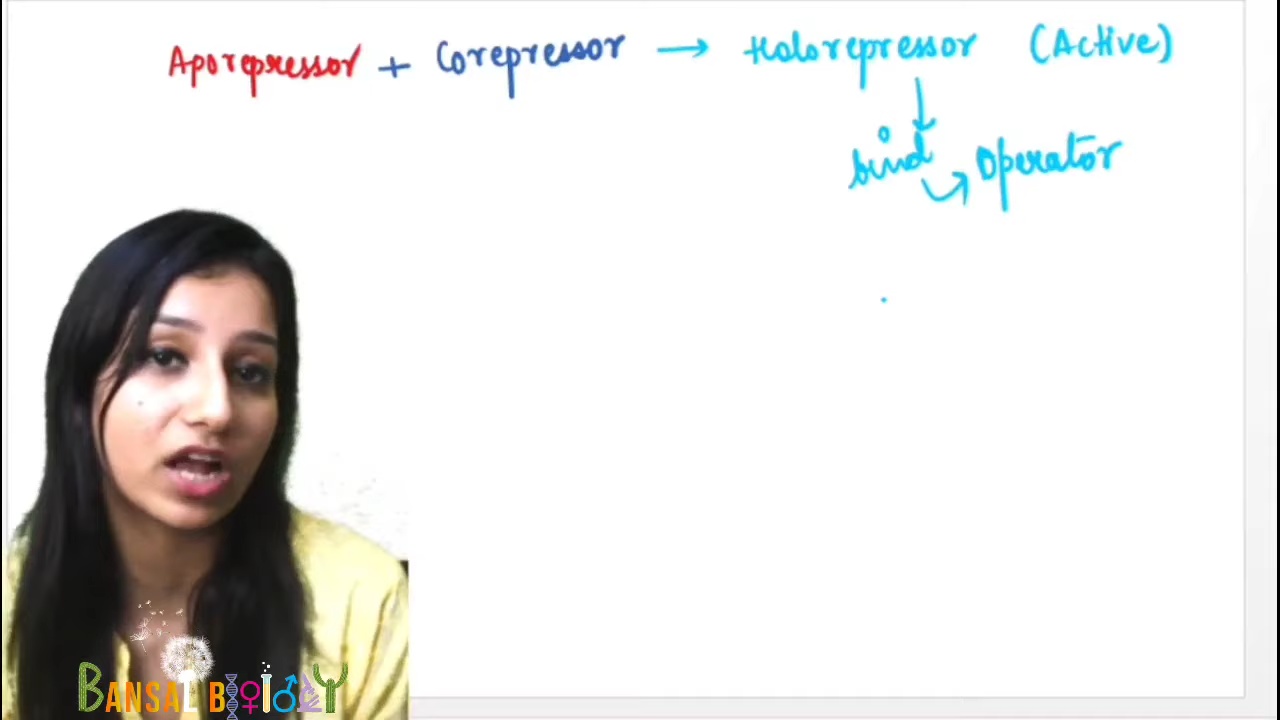 Aporepressor + Corepressor → Holorepressor (Active)
bind → Operator
BANSAL BIOLOGY